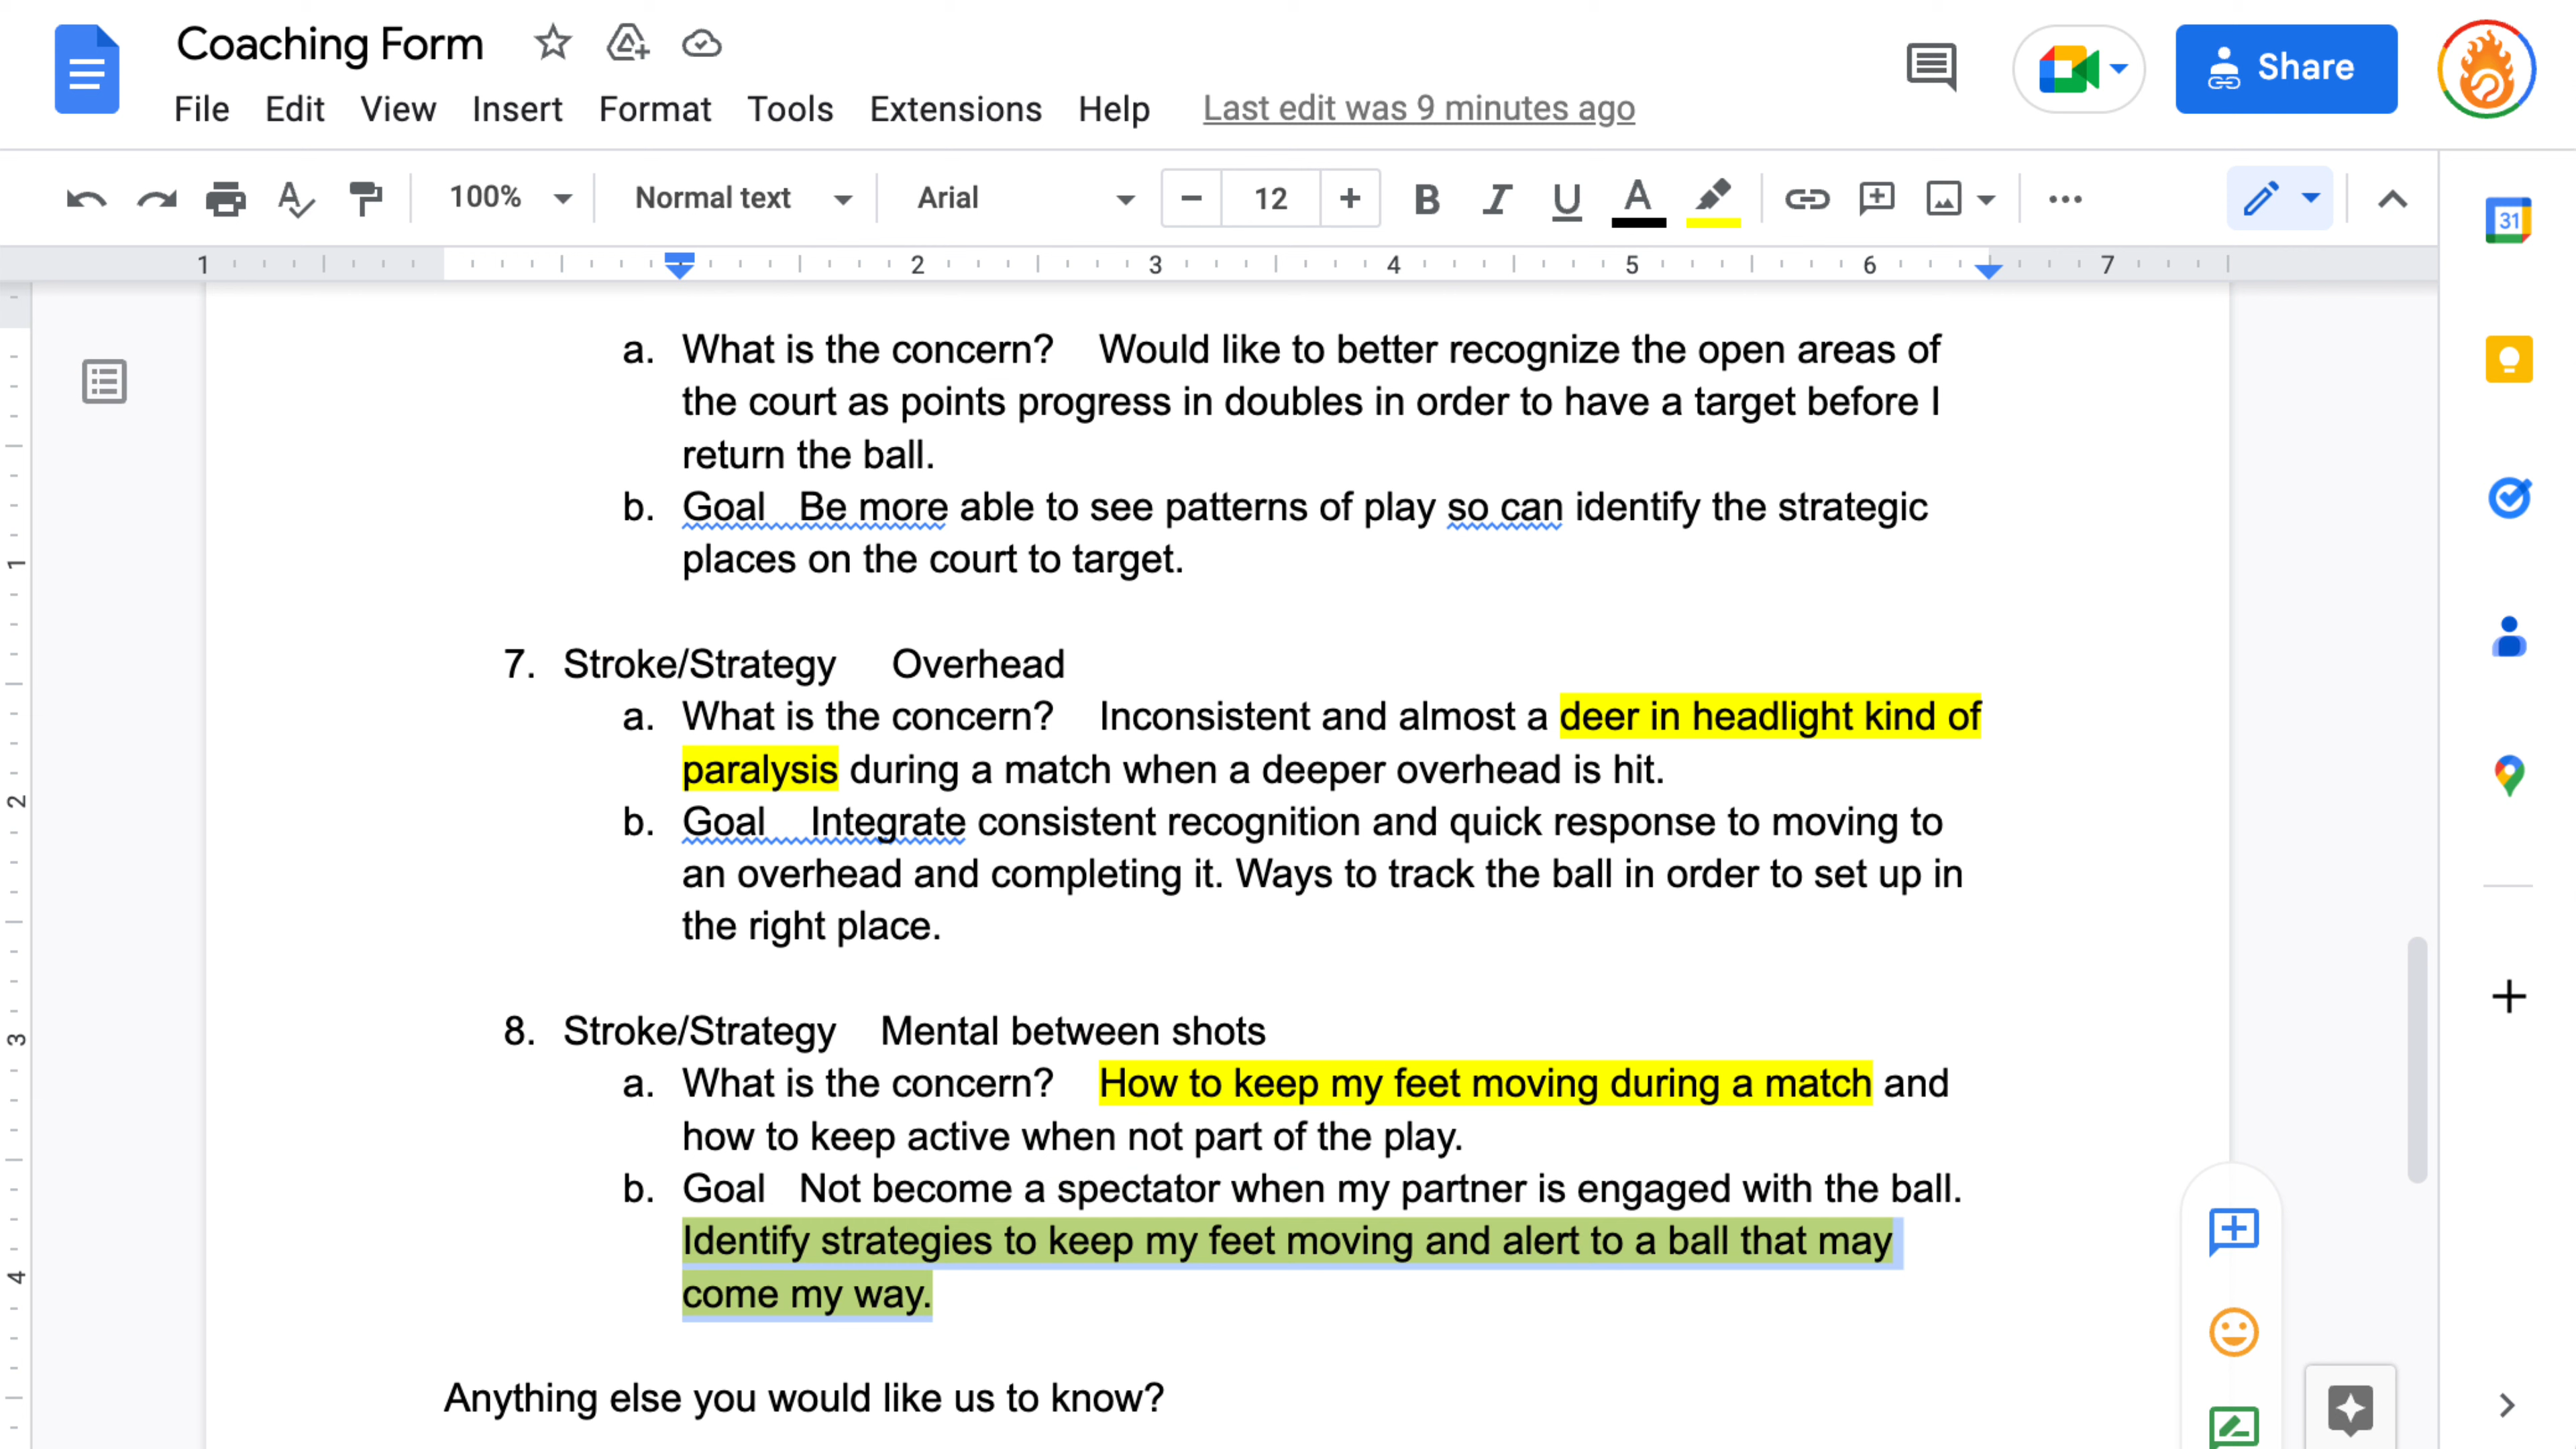 Coaching Form
File Edit View Insert Format Tools Extensions Help Last edit was 9 minutes ago
Share
100% Normal text Arial 12 B I U A
31
1 2 3 4 5 6 7
a. What is the concern? Would like to better recognize the open areas of
the court as points progress in doubles in order to have a target before I
return the ball.
b. Goal Be more able to see patterns of play so can identify the strategic
places on the court to target.
7. Stroke/Strategy Overhead
a. What is the concern? Inconsistent and almost a deer in headlight kind of
paralysis during a match when a deeper overhead is hit.
b. Goal Integrate consistent recognition and quick response to moving to
an overhead and completing it. Ways to track the ball in order to set up in
the right place.
8. Stroke/Strategy Mental between shots
a. What is the concern? How to keep my feet moving during a match and
how to keep active when not part of the play.
b. Goal Not become a spectator when my partner is engaged with the ball.
Identify strategies to keep my feet moving and alert to a ball that may
come my way.
Anything else you would like us to know?
1
2
3
4